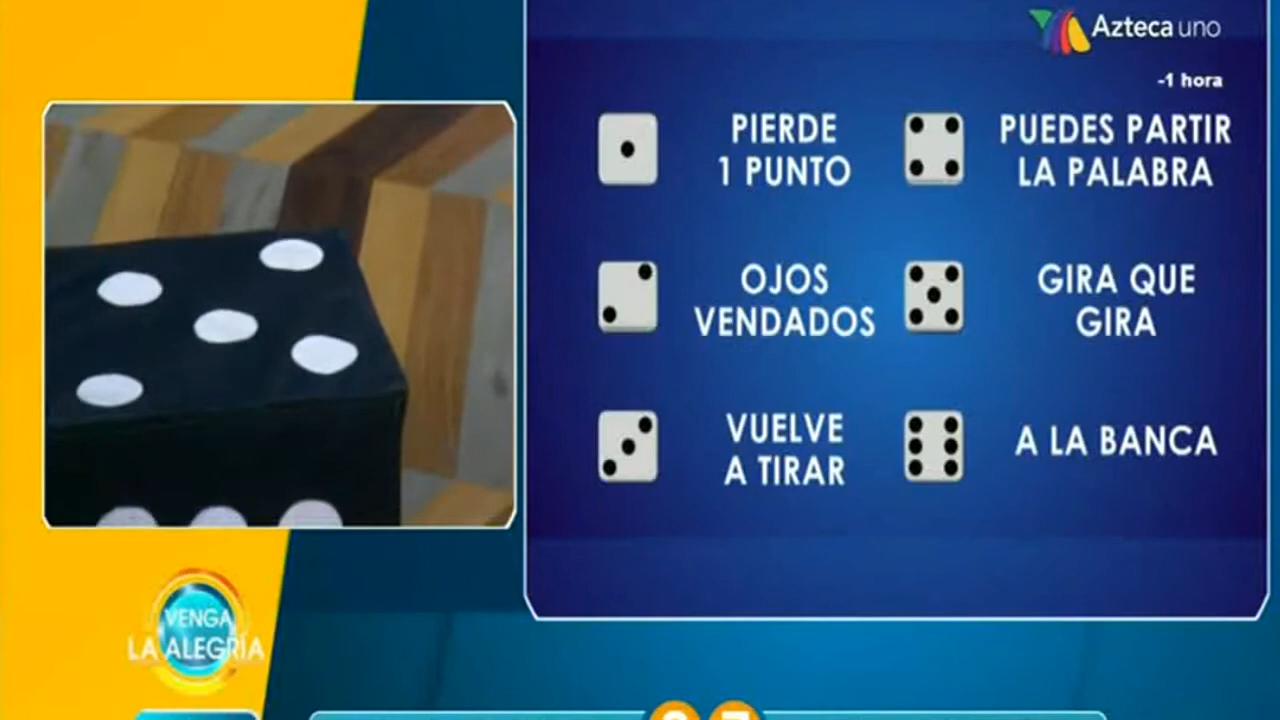 Azteca uno
-1 hora
PIERDE
1 PUNTO
PUEDES PARTIR
LA PALABRA
OJOS
VENDADOS
GIRA QUE
GIRA
VUELVE
A TIRAR
A LA BANCA
VENGA
LA ALEGRÍA